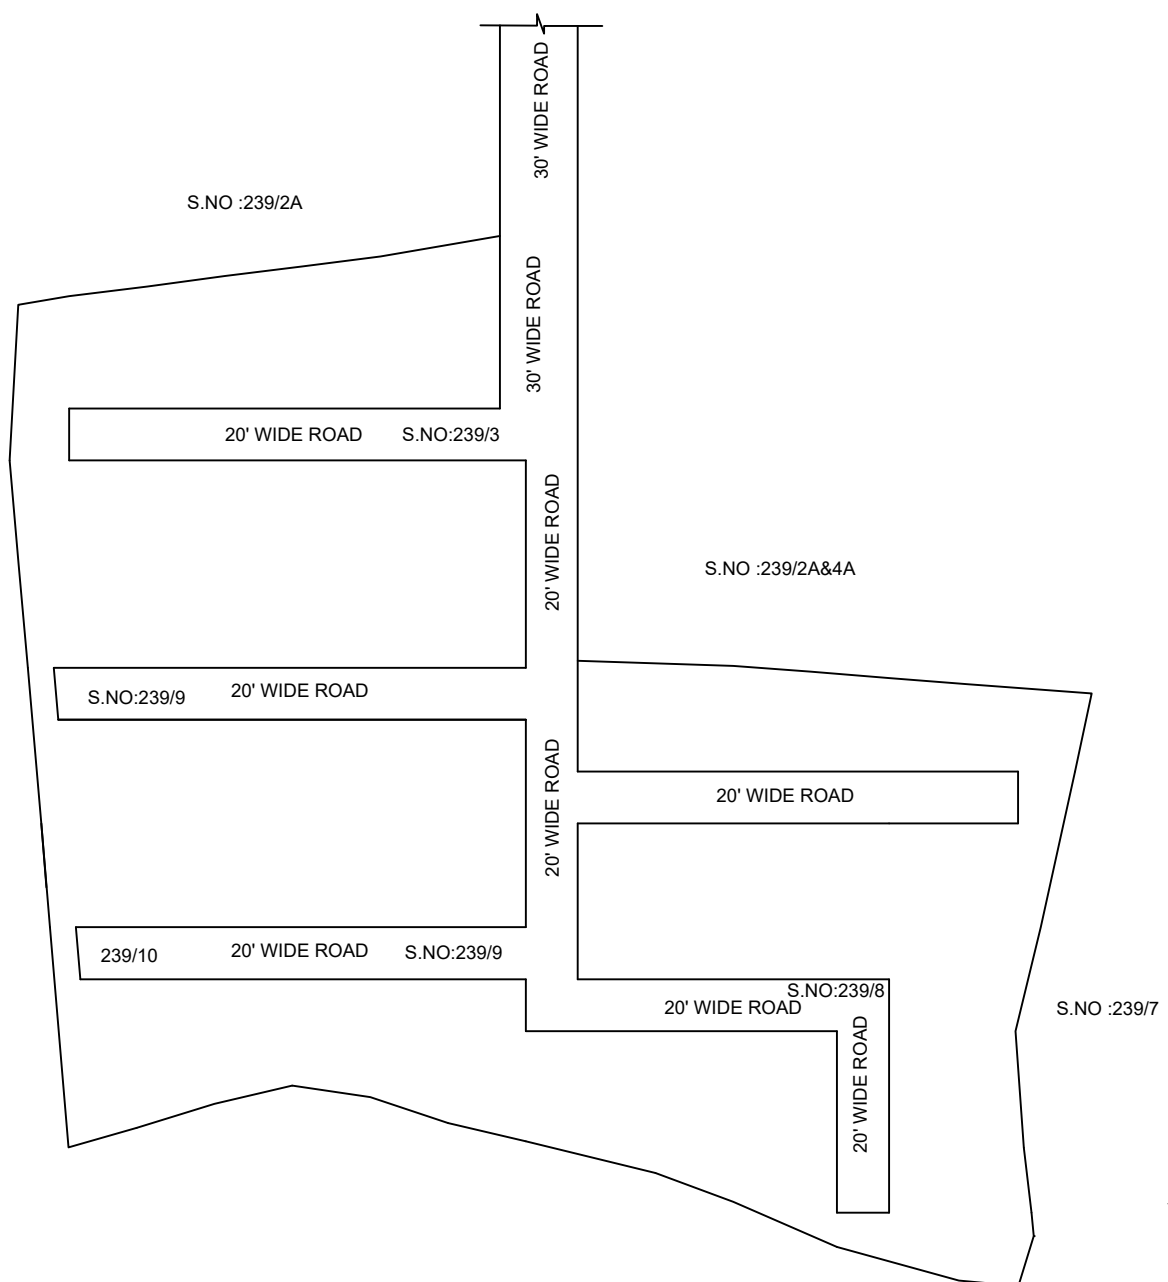 30' WIDE ROAD
S.NO :239/2A
30' WIDE ROAD
20' WIDE ROAD
S.NO:239/3
20' WIDE ROAD
S.NO :239/2A&4A
S.NO:239/9
20' WIDE ROAD
20' WIDE ROAD
20' WIDE ROAD
239/10
20' WIDE ROAD
S.NO:239/9
S.NO:239/8
20' WIDE ROAD
S.NO :239/7
20' WIDE ROAD